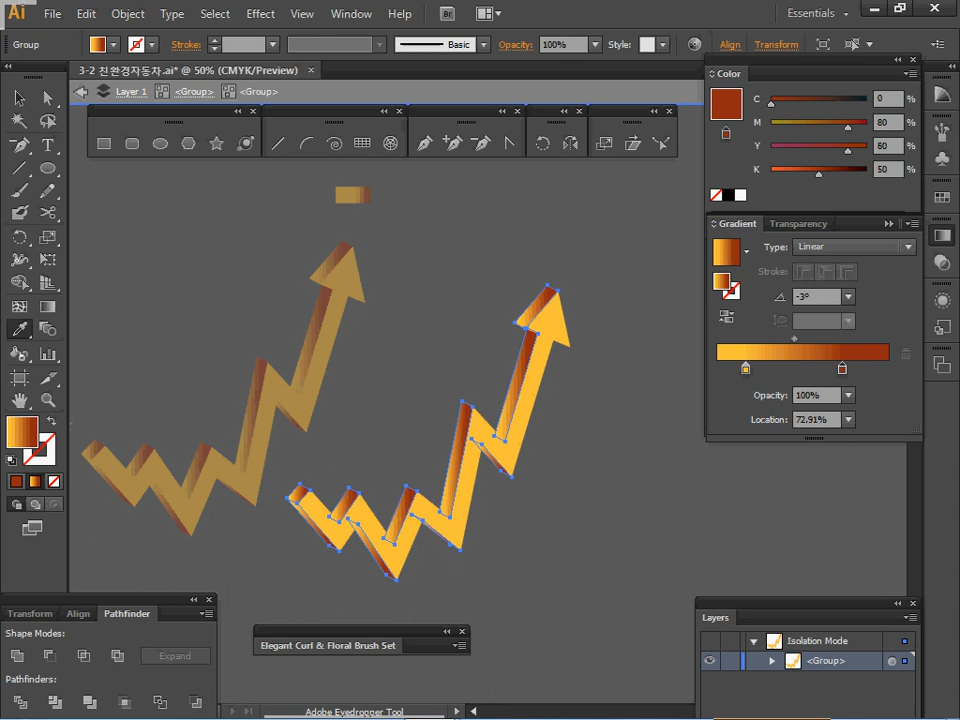 Ai File Edit Object Type Select Effect View Window Help Br Essentials
Group Stroke: Basic Opacity: 100% Style: Align Transform
3-2 친환경자동차.ai* @ 50% (CMYK/Preview)
Layer 1 <Group> <Group>
Color
C 0 %
M 80 %
Y 80 %
K 50 %
Gradient Transparency
Type: Linear
Stroke:
-3°
Opacity: 100%
Location: 72.91%
Transform Align Pathfinder
Shape Modes:
Expand
Pathfinders:
Elegant Curl & Floral Brush Set
Layers
Isolation Mode
<Group>
Adobe Eyedropper Tool